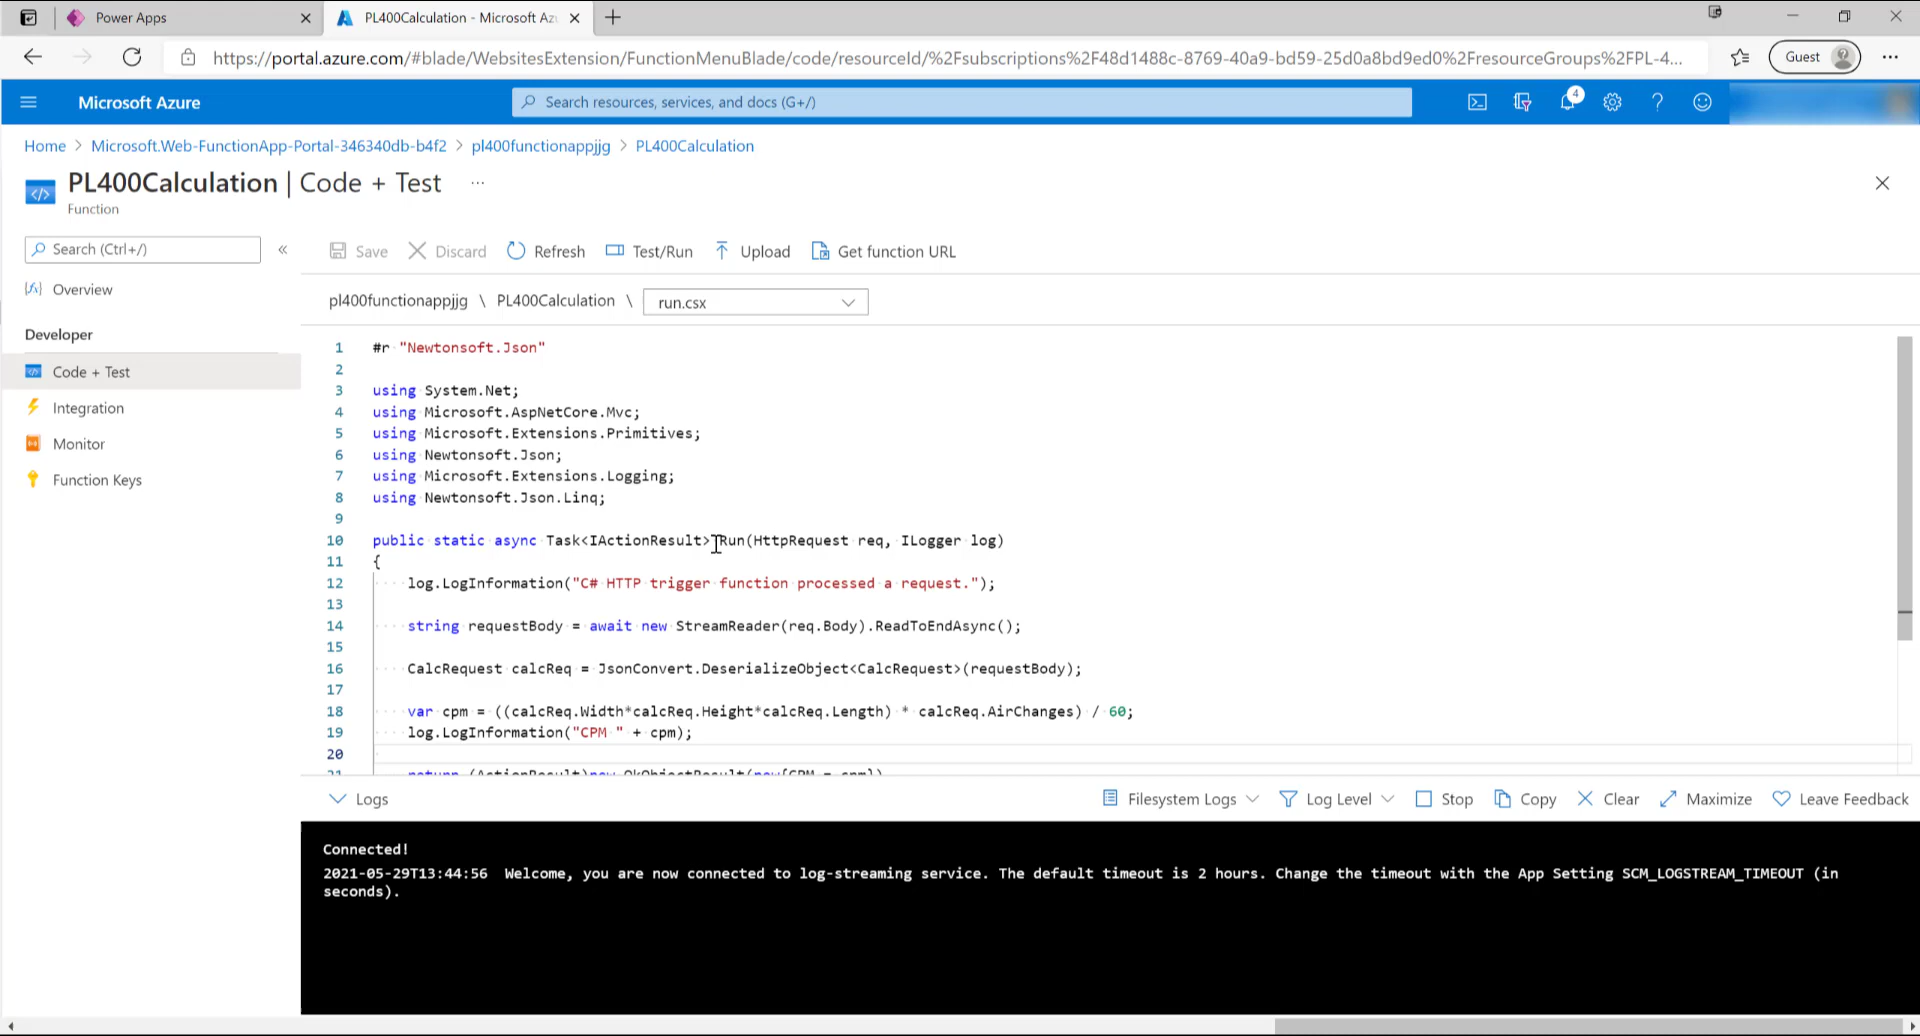 Power Apps
PL400Calculation - Microsoft Az
https://portal.azure.com/#blade/WebsitesExtension/FunctionMenuBlade/code/resourceId/%2Fsubscriptions%2F48d1488c-8769-40a9-bd59-25d0a8bd9ed0%2FresourceGroups%2FPL-4...
Guest
Microsoft Azure
Search resources, services, and docs (G+/)
4
Home > Microsoft.Web-FunctionApp-Portal-346340db-b4f2 > pl400functionappjjg > PL400Calculation
PL400Calculation | Code + Test ...
Function
Search (Ctrl+/)
Save Discard Refresh Test/Run Upload Get function URL
Overview
pl400functionappjjg \ PL400Calculation \ run.csx
Developer
Code + Test
Integration
Monitor
Function Keys
1 #r "Newtonsoft.Json"
2
3 using System.Net;
4 using Microsoft.AspNetCore.Mvc;
5 using Microsoft.Extensions.Primitives;
6 using Newtonsoft.Json;
7 using Microsoft.Extensions.Logging;
8 using Newtonsoft.Json.Linq;
9
10 public static async Task<IActionResult> Run(HttpRequest req, ILogger log)
11 {
12 log.LogInformation("C# HTTP trigger function processed a request.");
13
14 string requestBody = await new StreamReader(req.Body).ReadToEndAsync();
15
16 CalcRequest calcReq = JsonConvert.DeserializeObject<CalcRequest>(requestBody);
17
18 var cpm = ((calcReq.Width*calcReq.Height*calcReq.Length) * calcReq.AirChanges) / 60;
19 log.LogInformation("CPM " + cpm);
20
21 return (ActionResult)new OkObjectResult(new{CPM = cpm})
Logs
Filesystem Logs Log Level Stop Copy Clear Maximize Leave Feedback
Connected!
2021-05-29T13:44:56 Welcome, you are now connected to log-streaming service. The default timeout is 2 hours. Change the timeout with the App Setting SCM_LOGSTREAM_TIMEOUT (in
seconds).